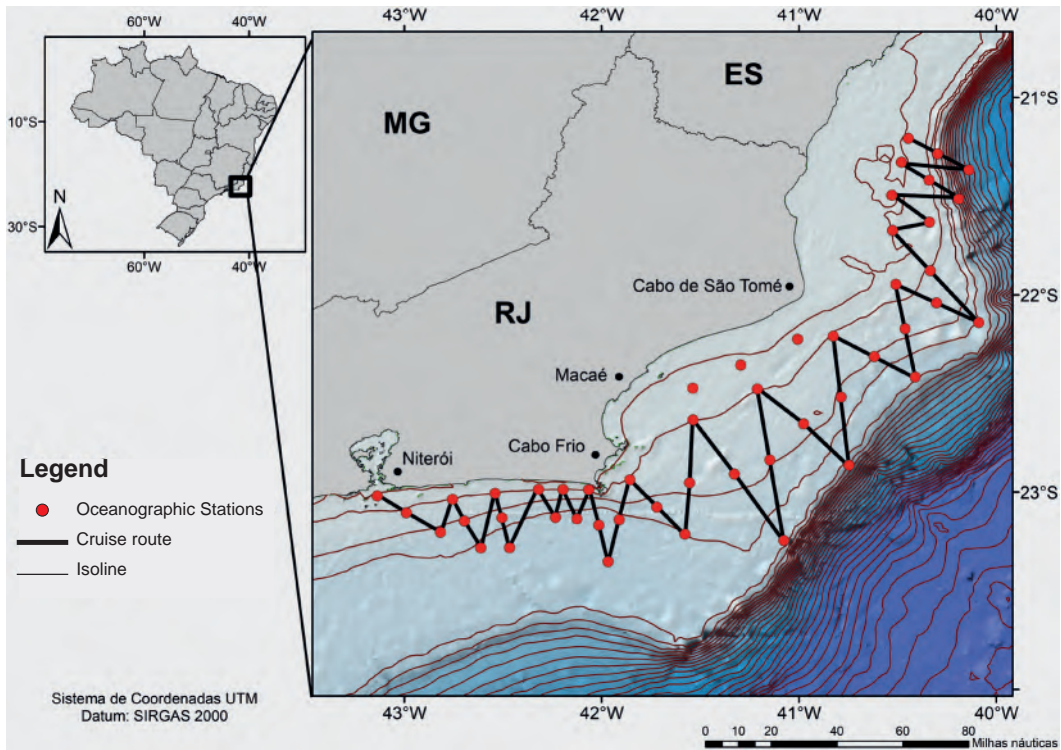 60°W 40°W
10°S
30°S
N
60°W 40°W
43°W 42°W 41°W 40°W
21°S
22°S
23°S
ES
MG
RJ
Cabo de São Tomé
Macaé
Cabo Frio
Niterói
Legend
Oceanographic Stations
Cruise route
Isoline
Sistema de Coordenadas UTM
Datum: SIRGAS 2000
43°W 42°W 41°W 40°W
0 10 20 40 60 80
Milhas náuticas